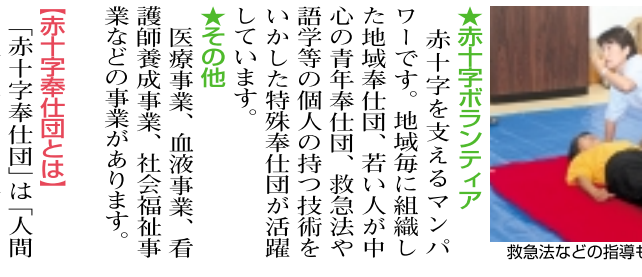 ★赤十字ボランティア
赤十字を支えるマンパ
ワーです。地域毎に組織し
た地域奉仕団、若い人が中
心の青年奉仕団、救急法や
語学等の個人の持つ技術を
いかした特殊奉仕団が活躍
しています。
★その他
医療事業、血液事業、看
護師養成事業、社会福祉事
業などの事業があります。
【赤十字奉仕団とは】
「赤十字奉仕団」は「人間
救急法などの指導も